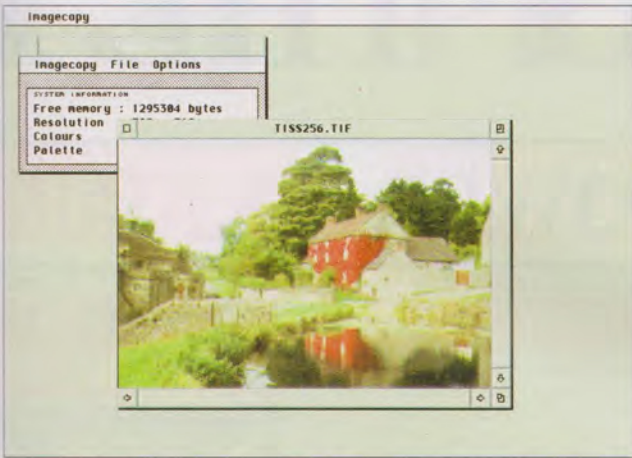 Imagecopy
Imagecopy File Options
SYSTEM INFORMATION
Free memory : 1295304 bytes
Resolution
Colours
Palette
TISS256.TIF